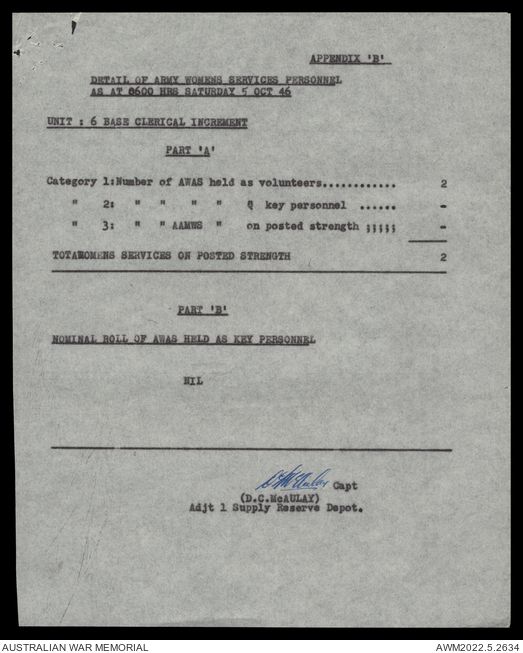 APPENDIX 'B'
DETAIL OF ARMY WOMENS SERVICES PERSONNEL
AS AT 0600 HRS SATURDAY 5 OCT 46
UNIT : 6 BASE CLERICAL INCREMENT
PART 'A'
Category 1:Number of AWAS held as volunteers............ 2
" 2: " " " " q key personnel ...... -
" 3: " " AAMWS " on posted strength ;;;;; -
TOTAWOMENS SERVICES ON POSTED STRENGTH 2
PART 'B'
NOMINAL ROLL OF AWAS HELD AS KEY PERSONNEL
NIL
Capt
(D.C.McAULAY)
Adjt 1 Supply Reserve Depot.
AUSTRALIAN WAR MEMORIAL AWM2022.5.2634